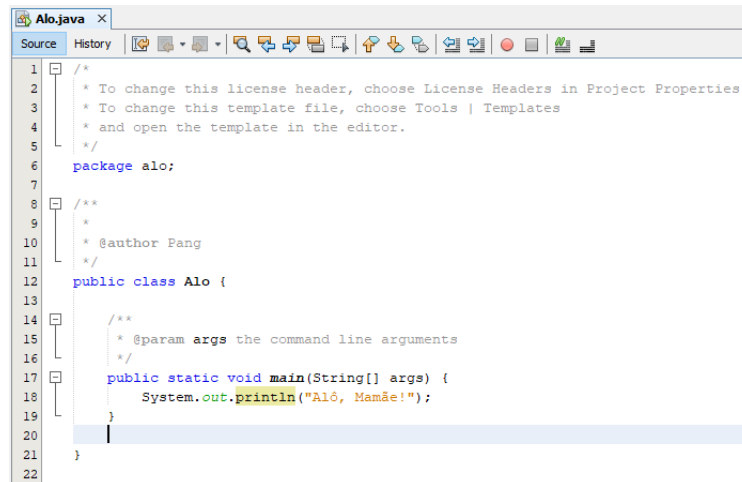 Alo.java ×
Source History
1 /*
2  * To change this license header, choose License Headers in Project Properties
3  * To change this template file, choose Tools | Templates
4  * and open the template in the editor.
5  */
6 package alo;
7
8 /**
9  *
10  * @author Pang
11  */
12 public class Alo {
13
14     /**
15      * @param args the command line arguments
16      */
17     public static void main(String[] args) {
18         System.out.println("Alô, Mamãe!");
19     }
20
21 }
22